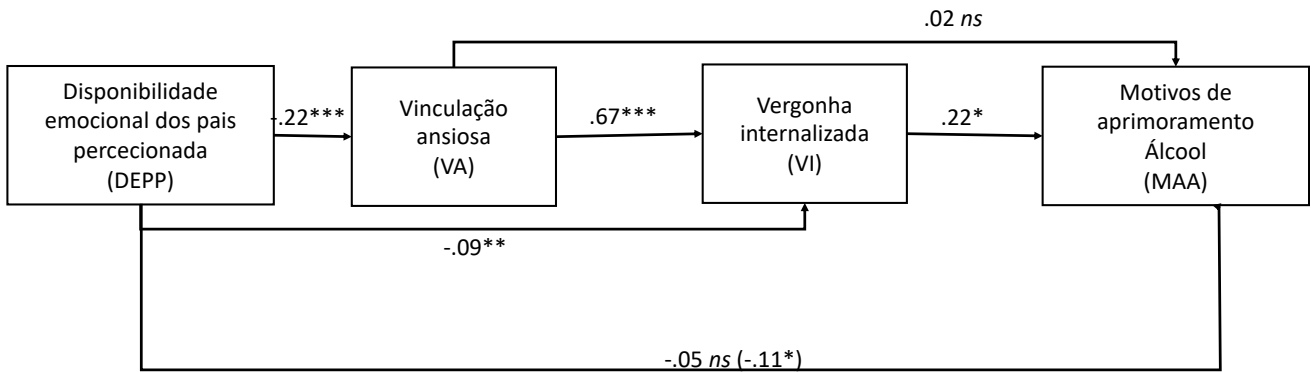 .02 ns
Disponibilidade
emocional dos pais
percecionada
(DEPP)
-.22***
Vinculação
ansiosa
(VA)
.67***
Vergonha
internalizada
(VI)
.22*
Motivos de
aprimoramento
Álcool
(MAA)
-.09**
-.05 ns (-.11*)